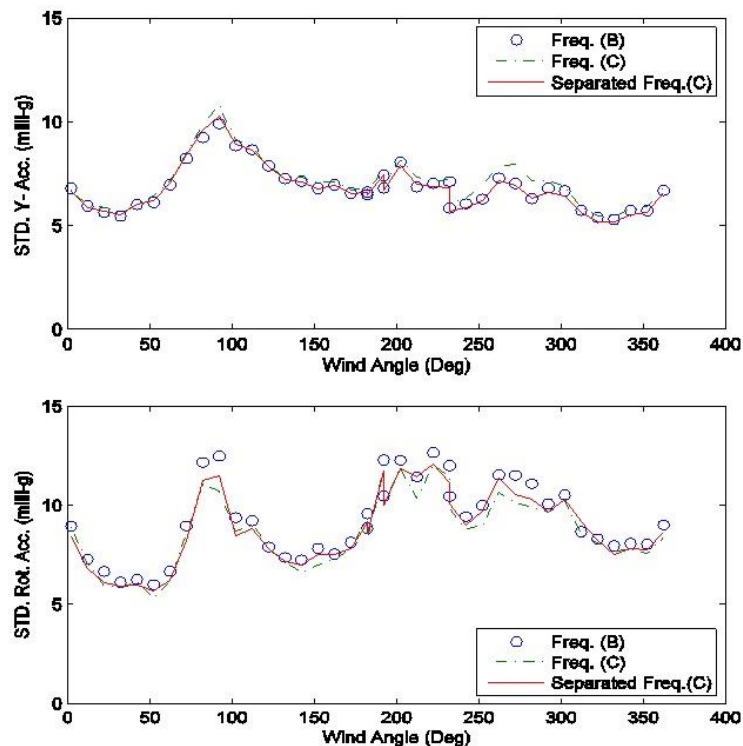 15
10
5
0
STD. Y- Acc. (milli-g)
Freq. (B)
Freq. (C)
Separated Freq.(C)
0 50 100 150 200 250 300 350 400
Wind Angle (Deg)
15
10
5
0
STD. Rot. Acc. (milli-g)
Freq. (B)
Freq. (C)
Separated Freq.(C)
0 50 100 150 200 250 300 350 400
Wind Angle (Deg)